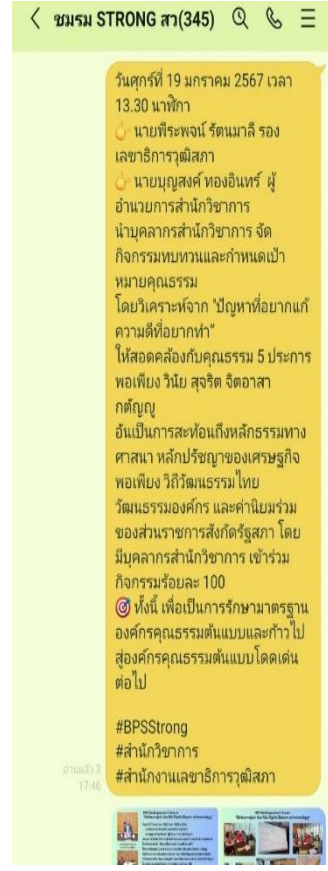 ชมรม STRONG สว(345)
วันศุกร์ที่ 19 มกราคม 2567 เวลา
13.30 นาฬิกา
👉 นายพีระพจน์ รัตนมาลี รอง
เลขาธิการวุฒิสภา
👉 นายบุญสงค์ ทองอินทร์ ผู้
อำนวยการสำนักวิชาการ
นำบุคลากรสำนักวิชาการ จัด
กิจกรรมทบทวนและกำหนดเป้า
หมายคุณธรรม
โดยวิเคราะห์จาก "ปัญหาที่อยากแก้
ความดีที่อยากทำ"
ให้สอดคล้องกับคุณธรรม 5 ประการ
พอเพียง วินัย สุจริต จิตอาสา
กตัญญู
อันเป็นการสะท้อนถึงหลักธรรมทาง
ศาสนา หลักปรัชญาของเศรษฐกิจ
พอเพียง วิถีวัฒนธรรมไทย
วัฒนธรรมองค์กร และค่านิยมร่วม
ของส่วนราชการสังกัดรัฐสภา โดย
มีบุคลากรสำนักวิชาการ เข้าร่วม
กิจกรรมร้อยละ 100
🎯 ทั้งนี้ เพื่อเป็นการรักษามาตรฐาน
องค์กรคุณธรรมต้นแบบและก้าวไป
สู่องค์กรคุณธรรมต้นแบบโดดเด่น
ต่อไป
#BPSStrong
#สำนักวิชาการ
#สำนักงานเลขาธิการวุฒิสภา
อ่านแล้ว 3
17:46